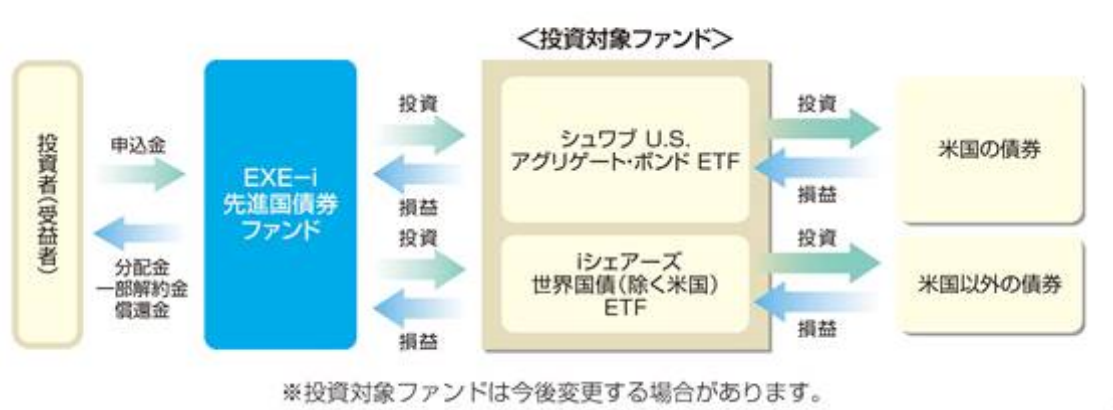 <投資対象ファンド>
投資者(受益者)
申込金
分配金
一部解約金
償還金
EXE-i
先進国債券
ファンド
投資
損益
投資
損益
シュワブ U.S.
アグリゲート・ボンド ETF
iシェアーズ
世界国債(除く米国)
ETF
投資
損益
投資
損益
米国の債券
米国以外の債券
※投資対象ファンドは今後変更する場合があります。